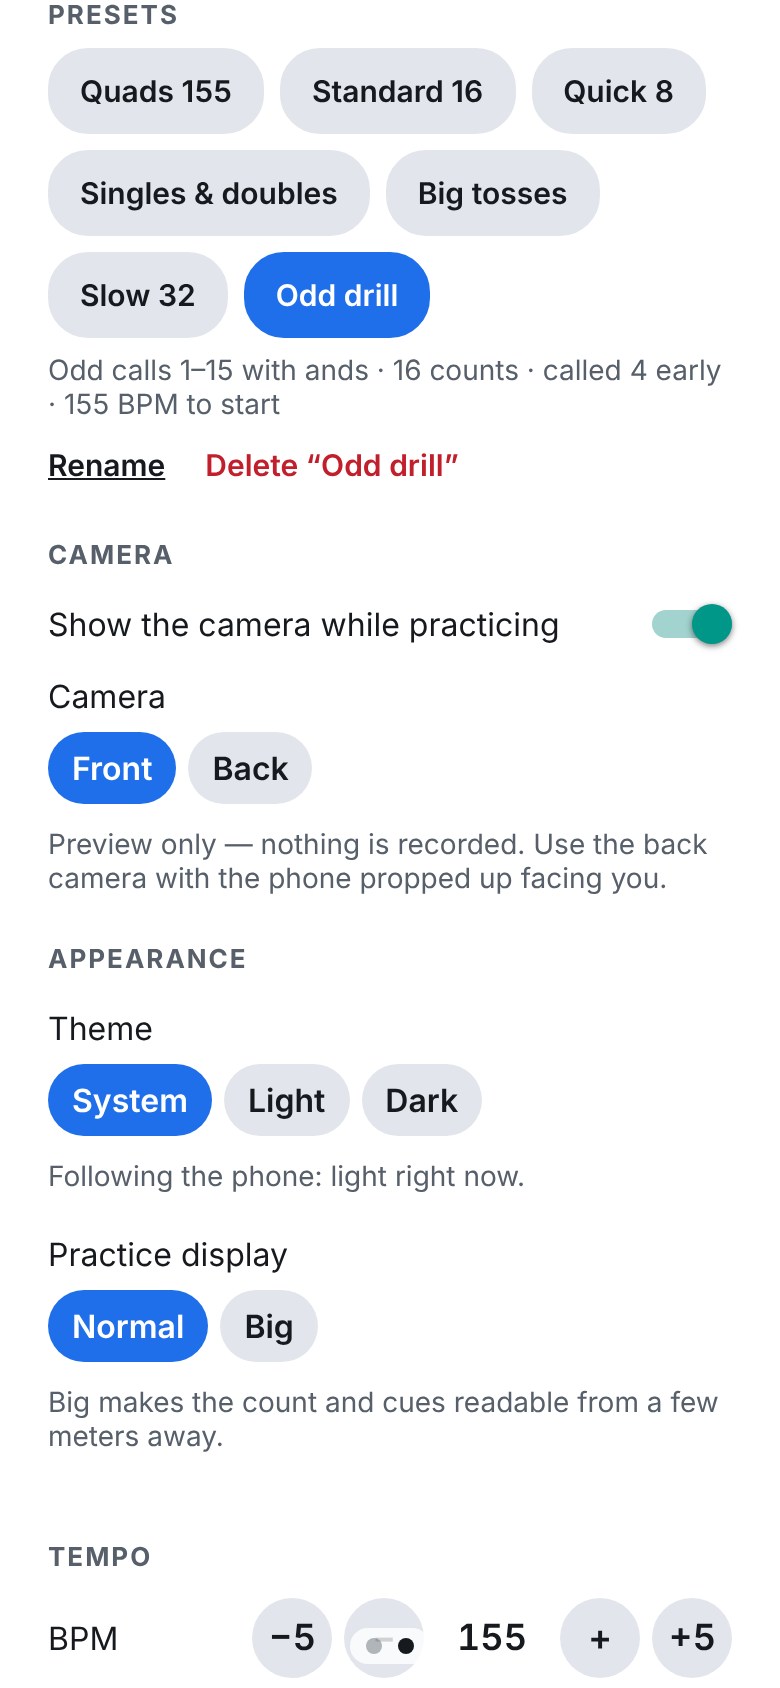 PRESETS
Quads 155
Standard 16
Quick 8
Singles & doubles
Big tosses
Slow 32
Odd drill
Odd calls 1–15 with ands · 16 counts · called 4 early
· 155 BPM to start
Rename
Delete “Odd drill”
CAMERA
Show the camera while practicing
Camera
Front
Back
Preview only — nothing is recorded. Use the back
camera with the phone propped up facing you.
APPEARANCE
Theme
System
Light
Dark
Following the phone: light right now.
Practice display
Normal
Big
Big makes the count and cues readable from a few
meters away.
TEMPO
BPM
−5
155
+
+5